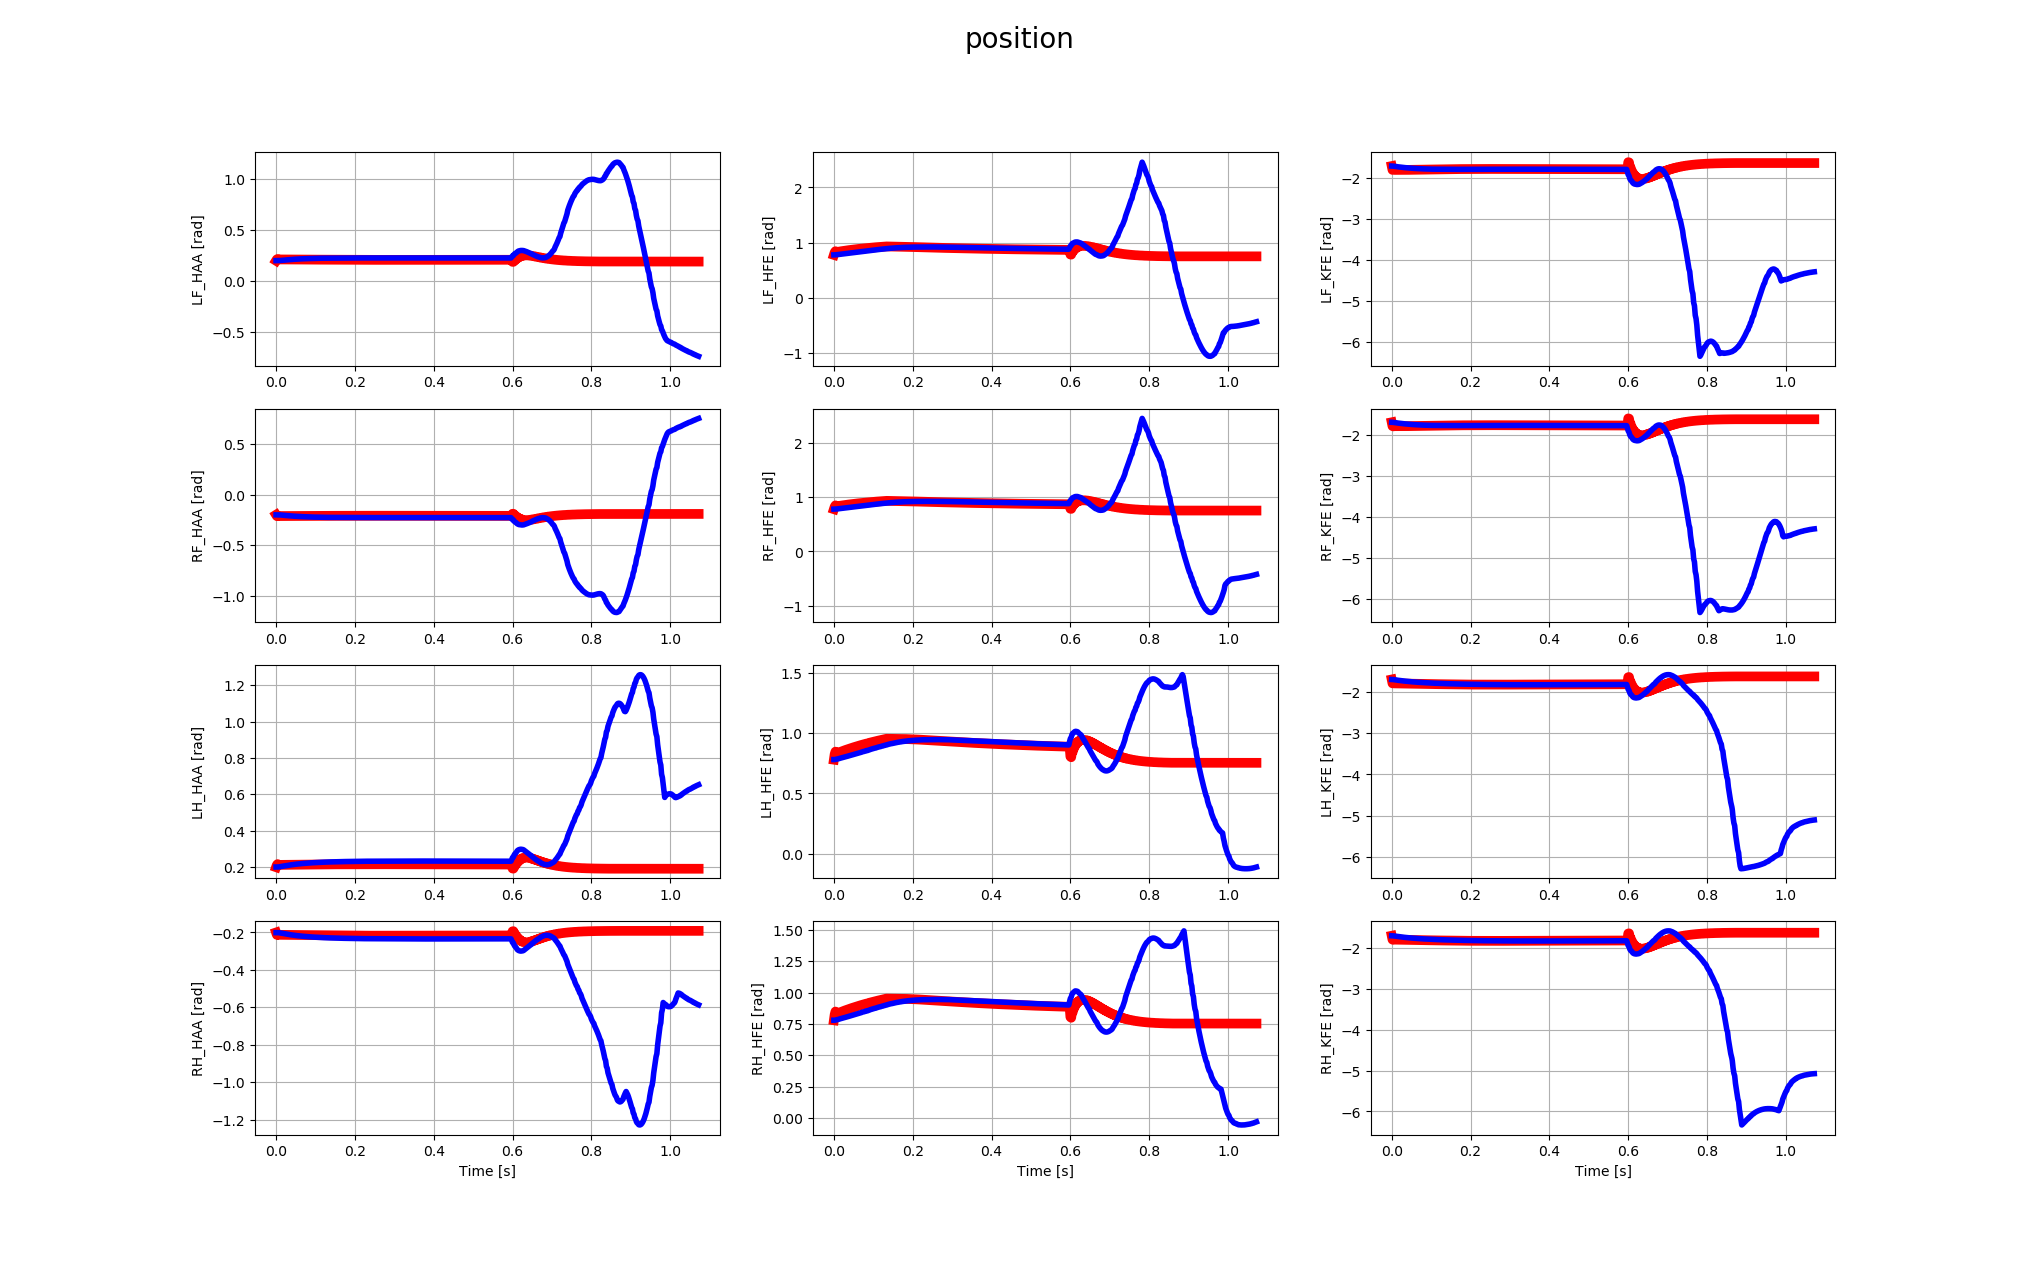 position
LF_HAA [rad]
1.0
0.5
0.0
−0.5
0.0 0.2 0.4 0.6 0.8 1.0
LF_HFE [rad]
2
1
0
−1
0.0 0.2 0.4 0.6 0.8 1.0
LF_KFE [rad]
−2
−3
−4
−5
−6
0.0 0.2 0.4 0.6 0.8 1.0
RF_HAA [rad]
0.5
0.0
−0.5
−1.0
0.0 0.2 0.4 0.6 0.8 1.0
RF_HFE [rad]
2
1
0
−1
0.0 0.2 0.4 0.6 0.8 1.0
RF_KFE [rad]
−2
−3
−4
−5
−6
0.0 0.2 0.4 0.6 0.8 1.0
LH_HAA [rad]
1.2
1.0
0.8
0.6
0.4
0.2
0.0 0.2 0.4 0.6 0.8 1.0
LH_HFE [rad]
1.5
1.0
0.5
0.0
0.0 0.2 0.4 0.6 0.8 1.0
LH_KFE [rad]
−2
−3
−4
−5
−6
0.0 0.2 0.4 0.6 0.8 1.0
RH_HAA [rad]
−0.2
−0.4
−0.6
−0.8
−1.0
−1.2
0.0 0.2 0.4 0.6 0.8 1.0
Time [s]
RH_HFE [rad]
1.50
1.25
1.00
0.75
0.50
0.25
0.00
0.0 0.2 0.4 0.6 0.8 1.0
Time [s]
RH_KFE [rad]
−2
−3
−4
−5
−6
0.0 0.2 0.4 0.6 0.8 1.0
Time [s]